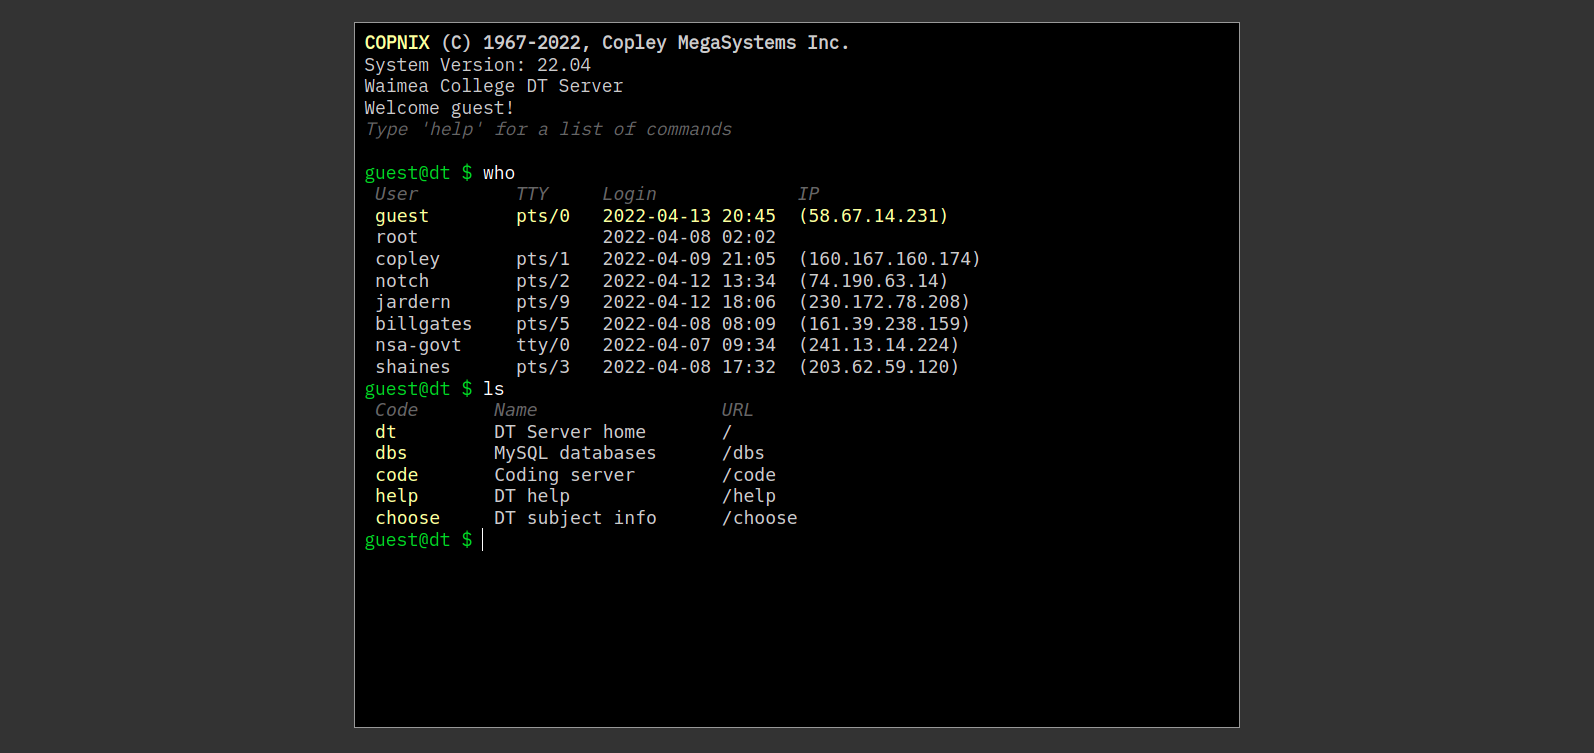 COPNIX (C) 1967-2022, Copley MegaSystems Inc.
System Version: 22.04
Waimea College DT Server
Welcome guest!
Type 'help' for a list of commands
guest@dt $ who
User TTY Login IP
guest pts/0 2022-04-13 20:45 (58.67.14.231)
root 2022-04-08 02:02
copley pts/1 2022-04-09 21:05 (160.167.160.174)
notch pts/2 2022-04-12 13:34 (74.190.63.14)
jardern pts/9 2022-04-12 18:06 (230.172.78.208)
billgates pts/5 2022-04-08 08:09 (161.39.238.159)
nsa-govt tty/0 2022-04-07 09:34 (241.13.14.224)
shaines pts/3 2022-04-08 17:32 (203.62.59.120)
guest@dt $ ls
Code Name URL
dt DT Server home /
dbs MySQL databases /dbs
code Coding server /code
help DT help /help
choose DT subject info /choose
guest@dt $